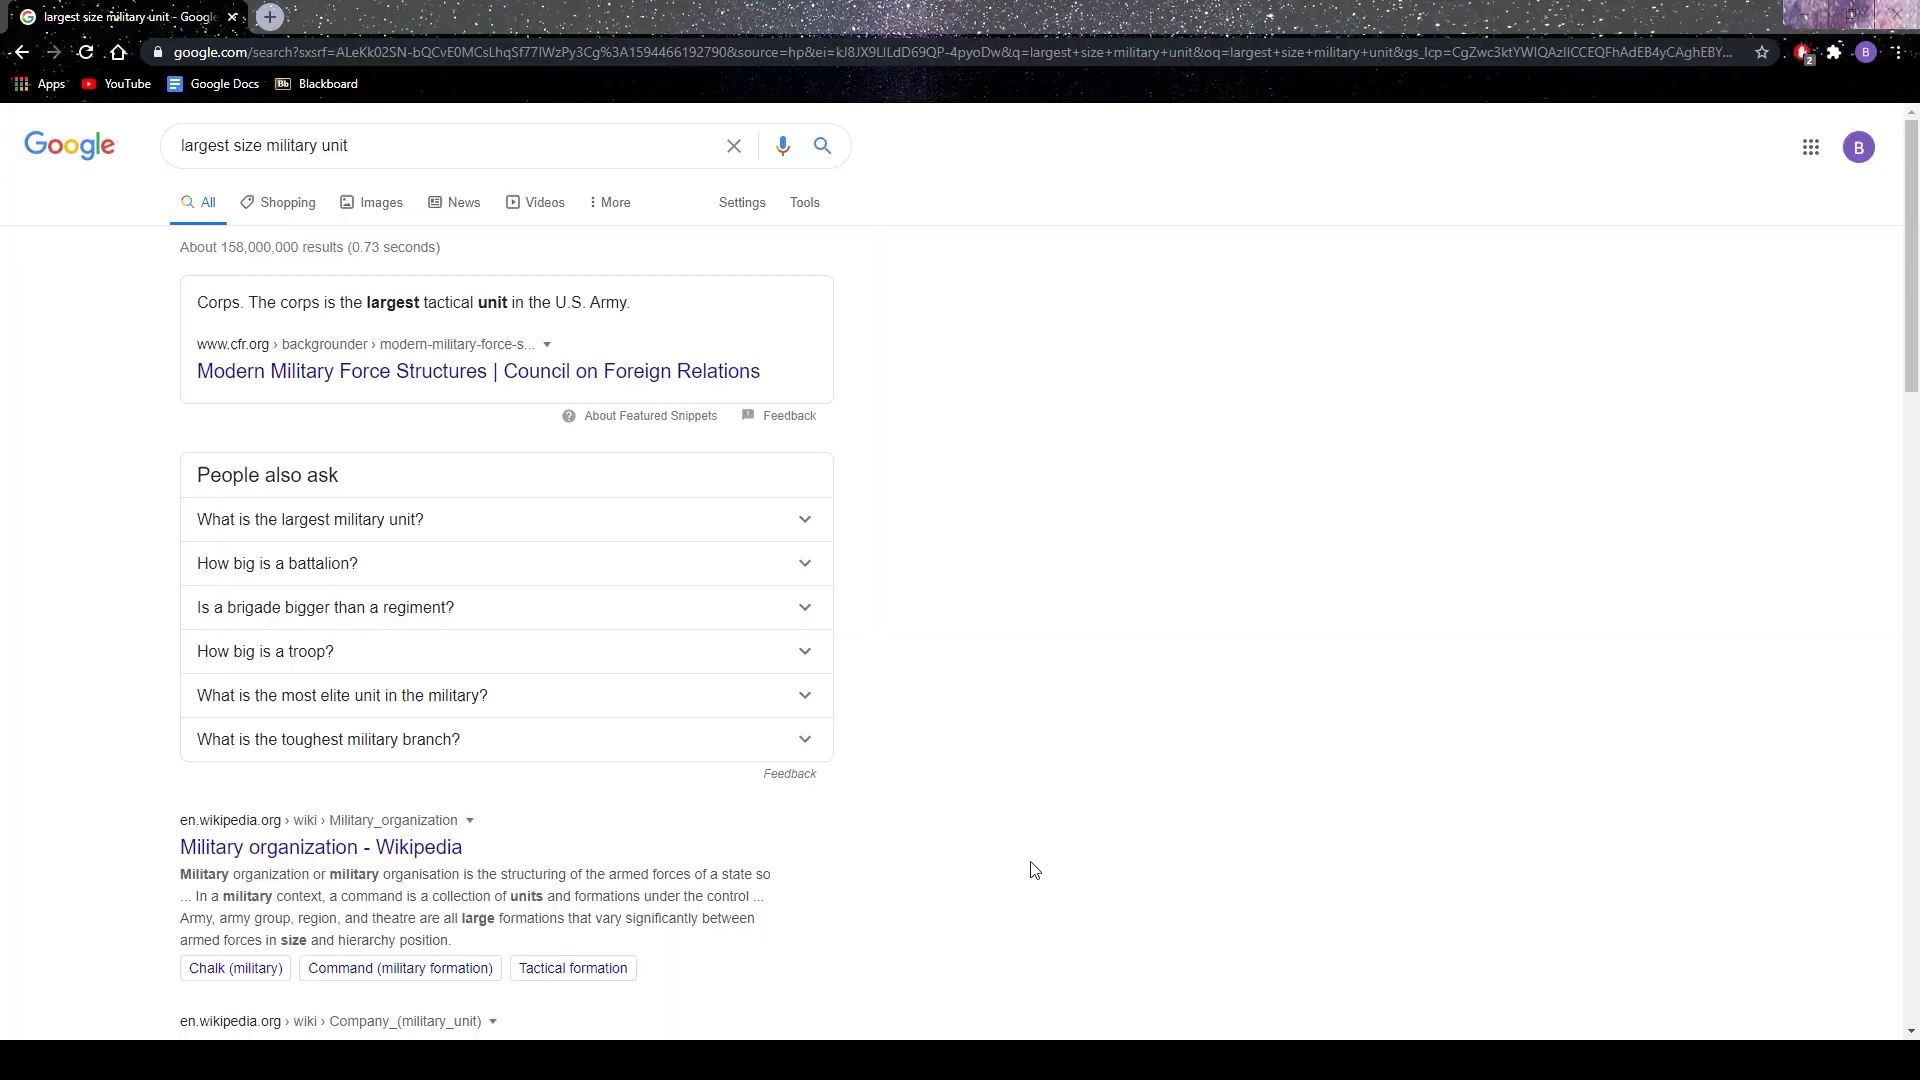 largest size military unit - Google
google.com/search?sxsrf=ALeKk02SN-bQCvE0MCsLhqSf77IWzPy3Cg%3A1594466192790&source=hp&ei=kJ8JX9LILdD69QP-4pyoDw&q=largest+size+military+unit&oq=largest+size+military+unit&gs_lcp=CgZwc3ktYWIQAzIICCEQFhAdEB4yCAghEBY...
2
B
Apps
YouTube
Google Docs
Bb Blackboard
Google
largest size military unit
B
All
Shopping
Images
News
Videos
More
Settings
Tools
About 158,000,000 results (0.73 seconds)
Corps. The corps is the largest tactical unit in the U.S. Army.
www.cfr.org › backgrounder › modern-military-force-s...
Modern Military Force Structures | Council on Foreign Relations
About Featured Snippets
Feedback
People also ask
What is the largest military unit?
How big is a battalion?
Is a brigade bigger than a regiment?
How big is a troop?
What is the most elite unit in the military?
What is the toughest military branch?
Feedback
en.wikipedia.org › wiki › Military_organization
Military organization - Wikipedia
Military organization or military organisation is the structuring of the armed forces of a state so
... In a military context, a command is a collection of units and formations under the control ...
Army, army group, region, and theatre are all large formations that vary significantly between
armed forces in size and hierarchy position.
Chalk (military)
Command (military formation)
Tactical formation
en.wikipedia.org › wiki › Company_(military_unit)